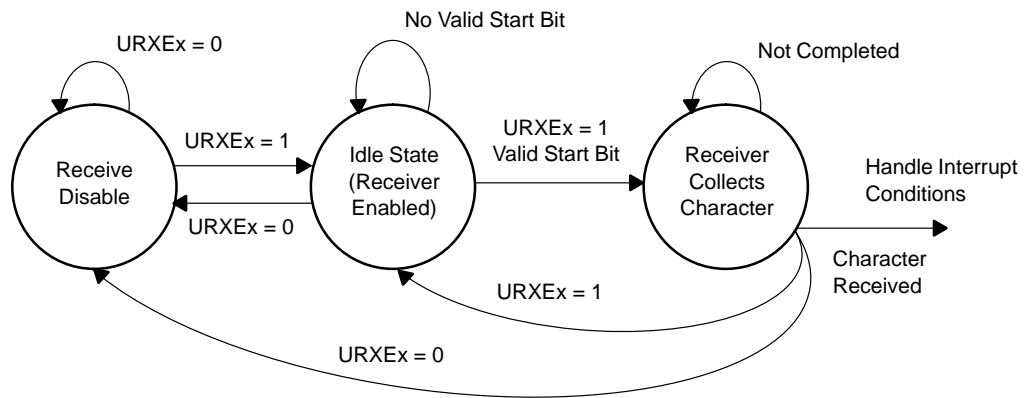 No Valid Start Bit
URXEx = 0
Not Completed
URXEx = 1
URXEx = 1
Valid Start Bit
Receive
Disable
Idle State
(Receiver
Enabled)
Receiver
Collects
Character
Handle Interrupt
Conditions
URXEx = 0
Character
Received
URXEx = 1
URXEx = 0